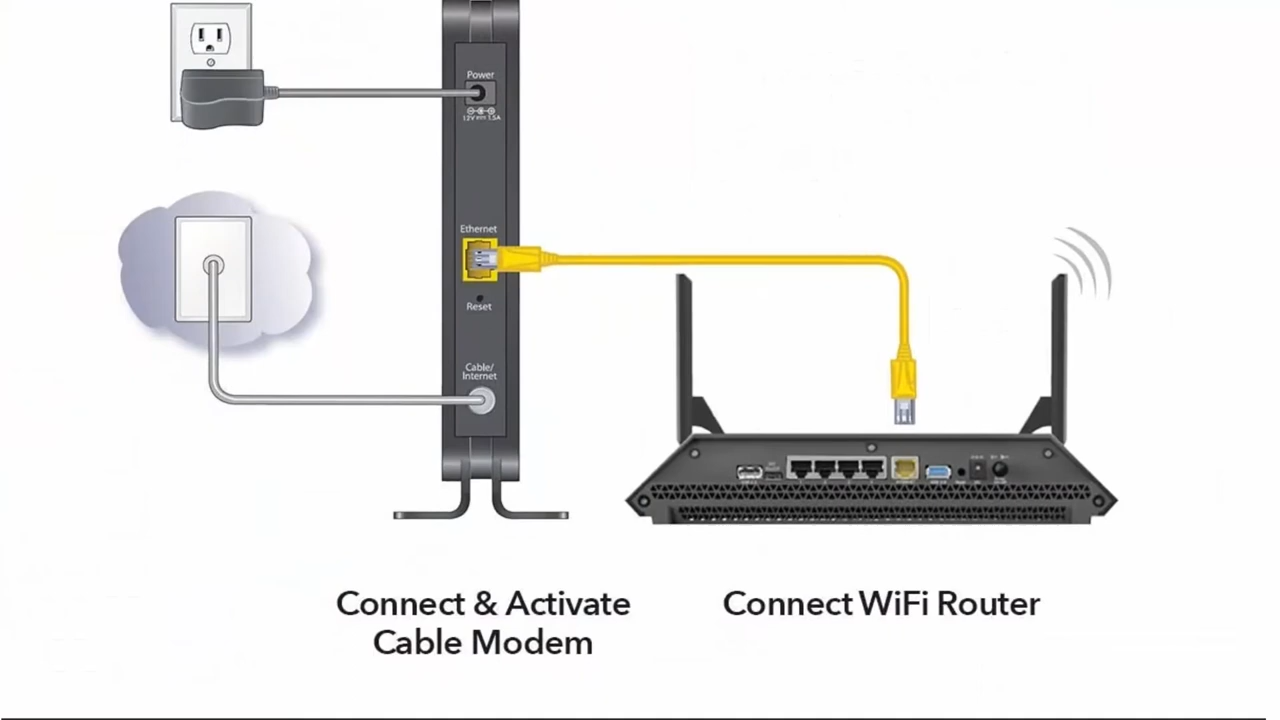 Power
12V 1.5A
Ethernet
Reset
Cable/
Internet
Connect & Activate
Cable Modem
Connect WiFi Router